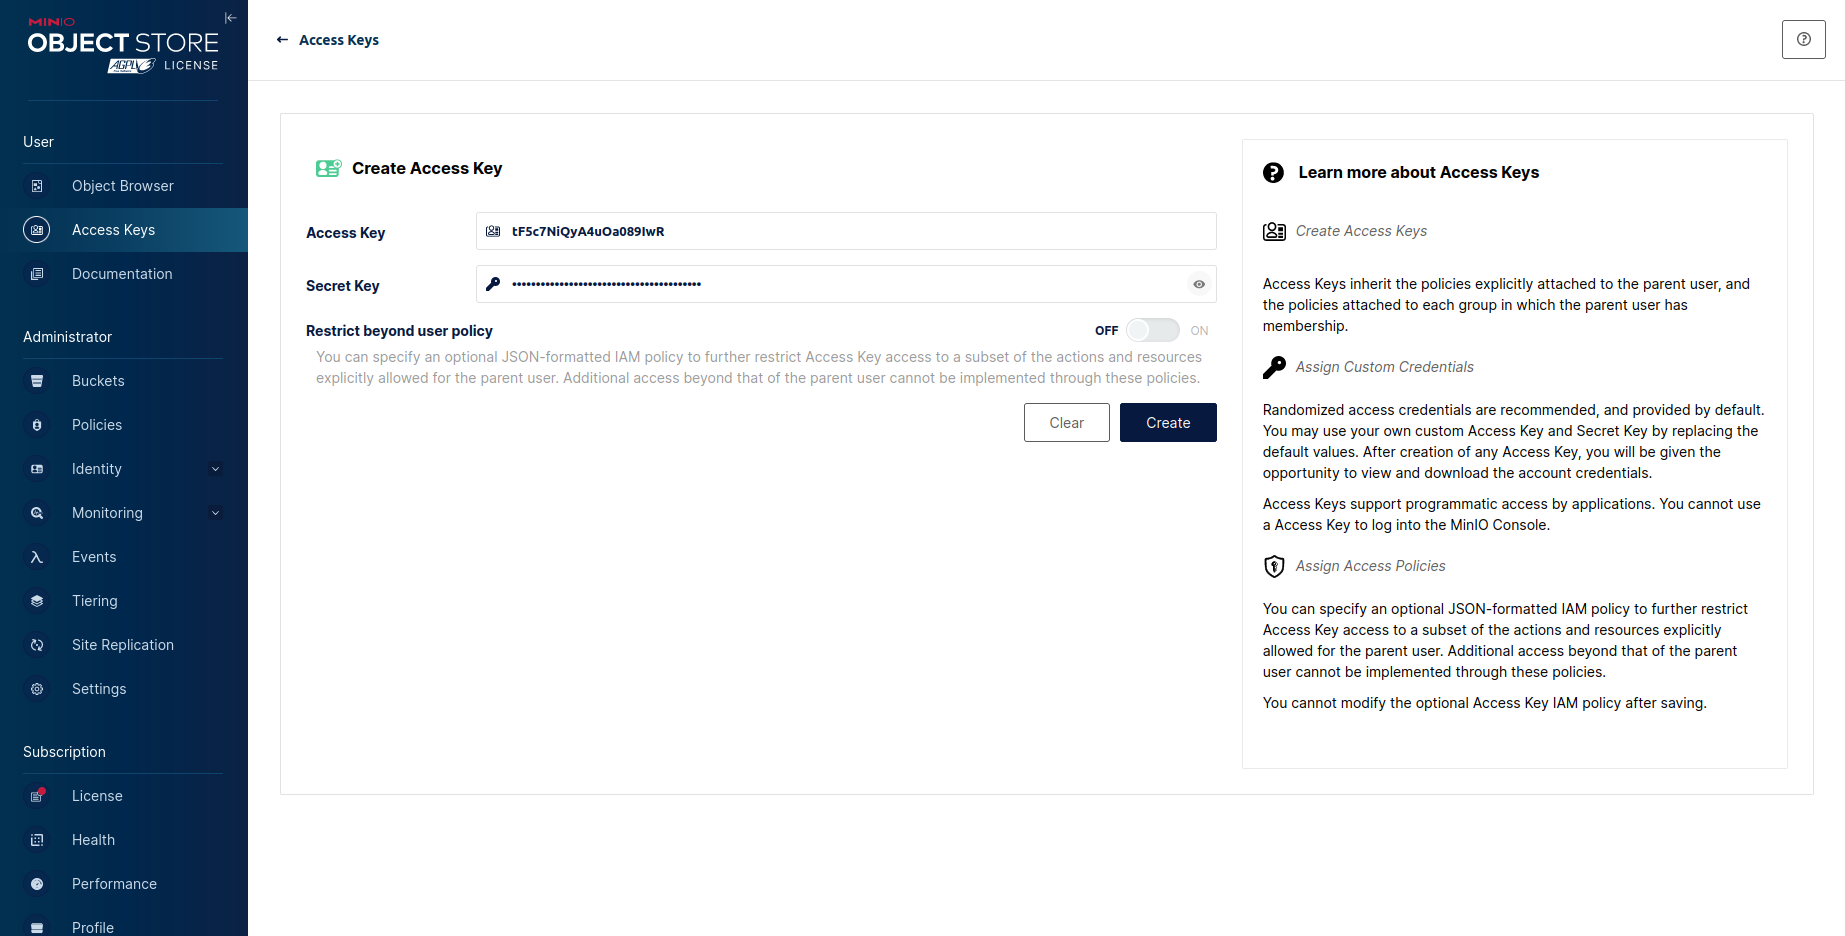 MINIO
OBJECT STORE
AGPLv3 LICENSE
User
Object Browser
Access Keys
Documentation
Administrator
Buckets
Policies
Identity
Monitoring
Events
Tiering
Site Replication
Settings
Subscription
License
Health
Performance
Profile
Access Keys
Create Access Key
Access Key
tF5c7NiQyA4uOa089IwR
Secret Key
••••••••••••••••••••••••••••••••••••••••
Restrict beyond user policy
OFF
ON
You can specify an optional JSON-formatted IAM policy to further restrict Access Key access to a subset of the actions and resources
explicitly allowed for the parent user. Additional access beyond that of the parent user cannot be implemented through these policies.
Clear
Create
Learn more about Access Keys
Create Access Keys
Access Keys inherit the policies explicitly attached to the parent user, and
the policies attached to each group in which the parent user has
membership.
Assign Custom Credentials
Randomized access credentials are recommended, and provided by default.
You may use your own custom Access Key and Secret Key by replacing the
default values. After creation of any Access Key, you will be given the
opportunity to view and download the account credentials.
Access Keys support programmatic access by applications. You cannot use
a Access Key to log into the MinIO Console.
Assign Access Policies
You can specify an optional JSON-formatted IAM policy to further restrict
Access Key access to a subset of the actions and resources explicitly
allowed for the parent user. Additional access beyond that of the parent
user cannot be implemented through these policies.
You cannot modify the optional Access Key IAM policy after saving.